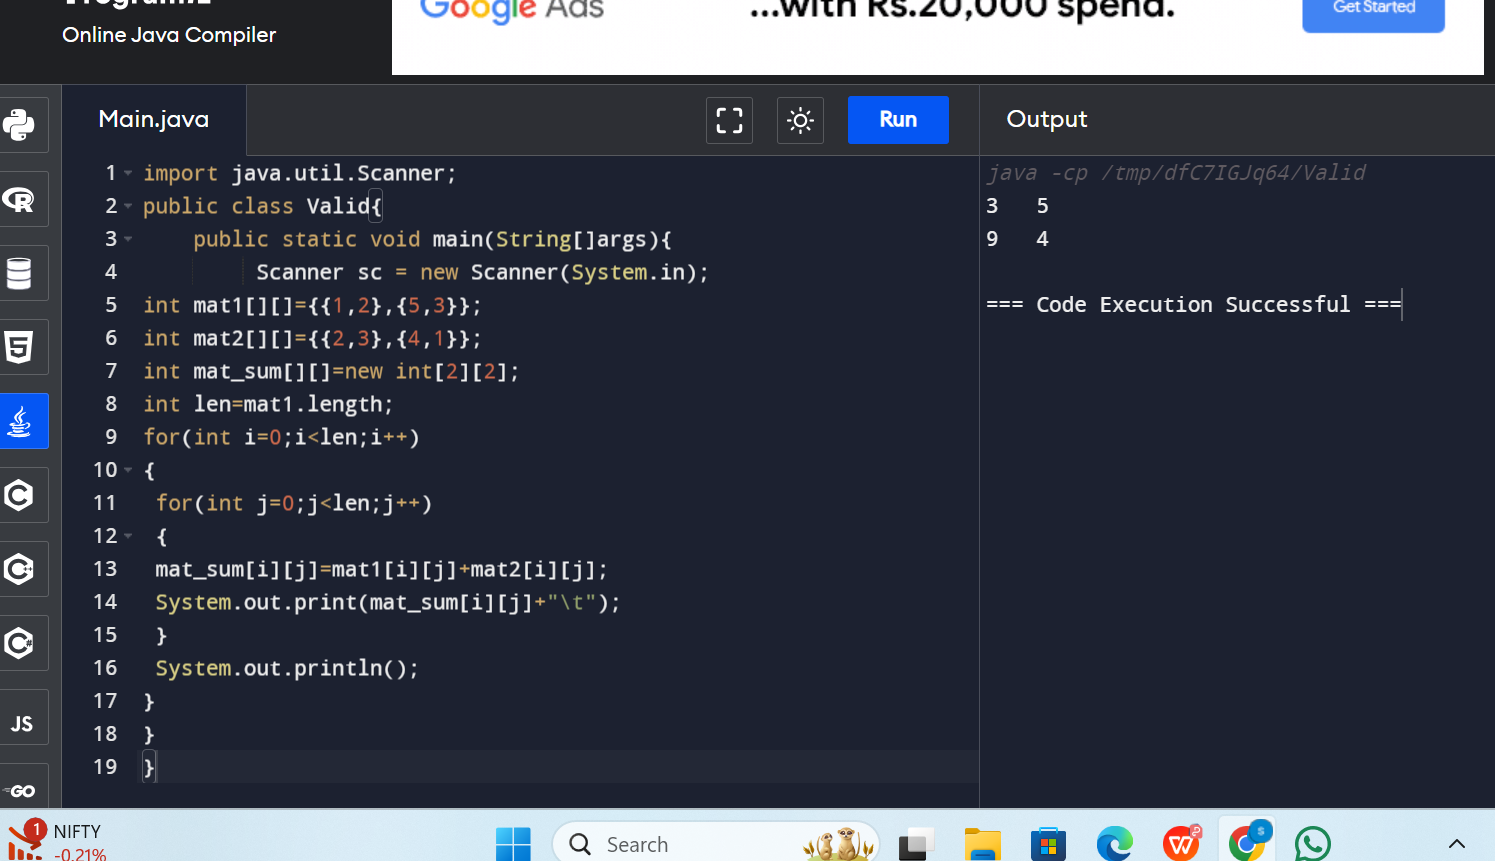 Online Java Compiler
Google Ads
...with Rs.20,000 spend.
Get Started
Main.java
Run
Output
1 import java.util.Scanner;
2 public class Valid{
3 public static void main(String[]args){
4 Scanner sc = new Scanner(System.in);
5 int mat1[][]={{1,2},{5,3}};
6 int mat2[][]={{2,3},{4,1}};
7 int mat_sum[][]=new int[2][2];
8 int len=mat1.length;
9 for(int i=0;i<len;i++)
10 {
11 for(int j=0;j<len;j++)
12 {
13 mat_sum[i][j]=mat1[i][j]+mat2[i][j];
14 System.out.print(mat_sum[i][j]+"\t");
15 }
16 System.out.println();
17 }
18 }
19 }
java -cp /tmp/dfC7IGJq64/Valid
3 5
9 4
=== Code Execution Successful ===
JS
GO
1
NIFTY
-0.21%
Search